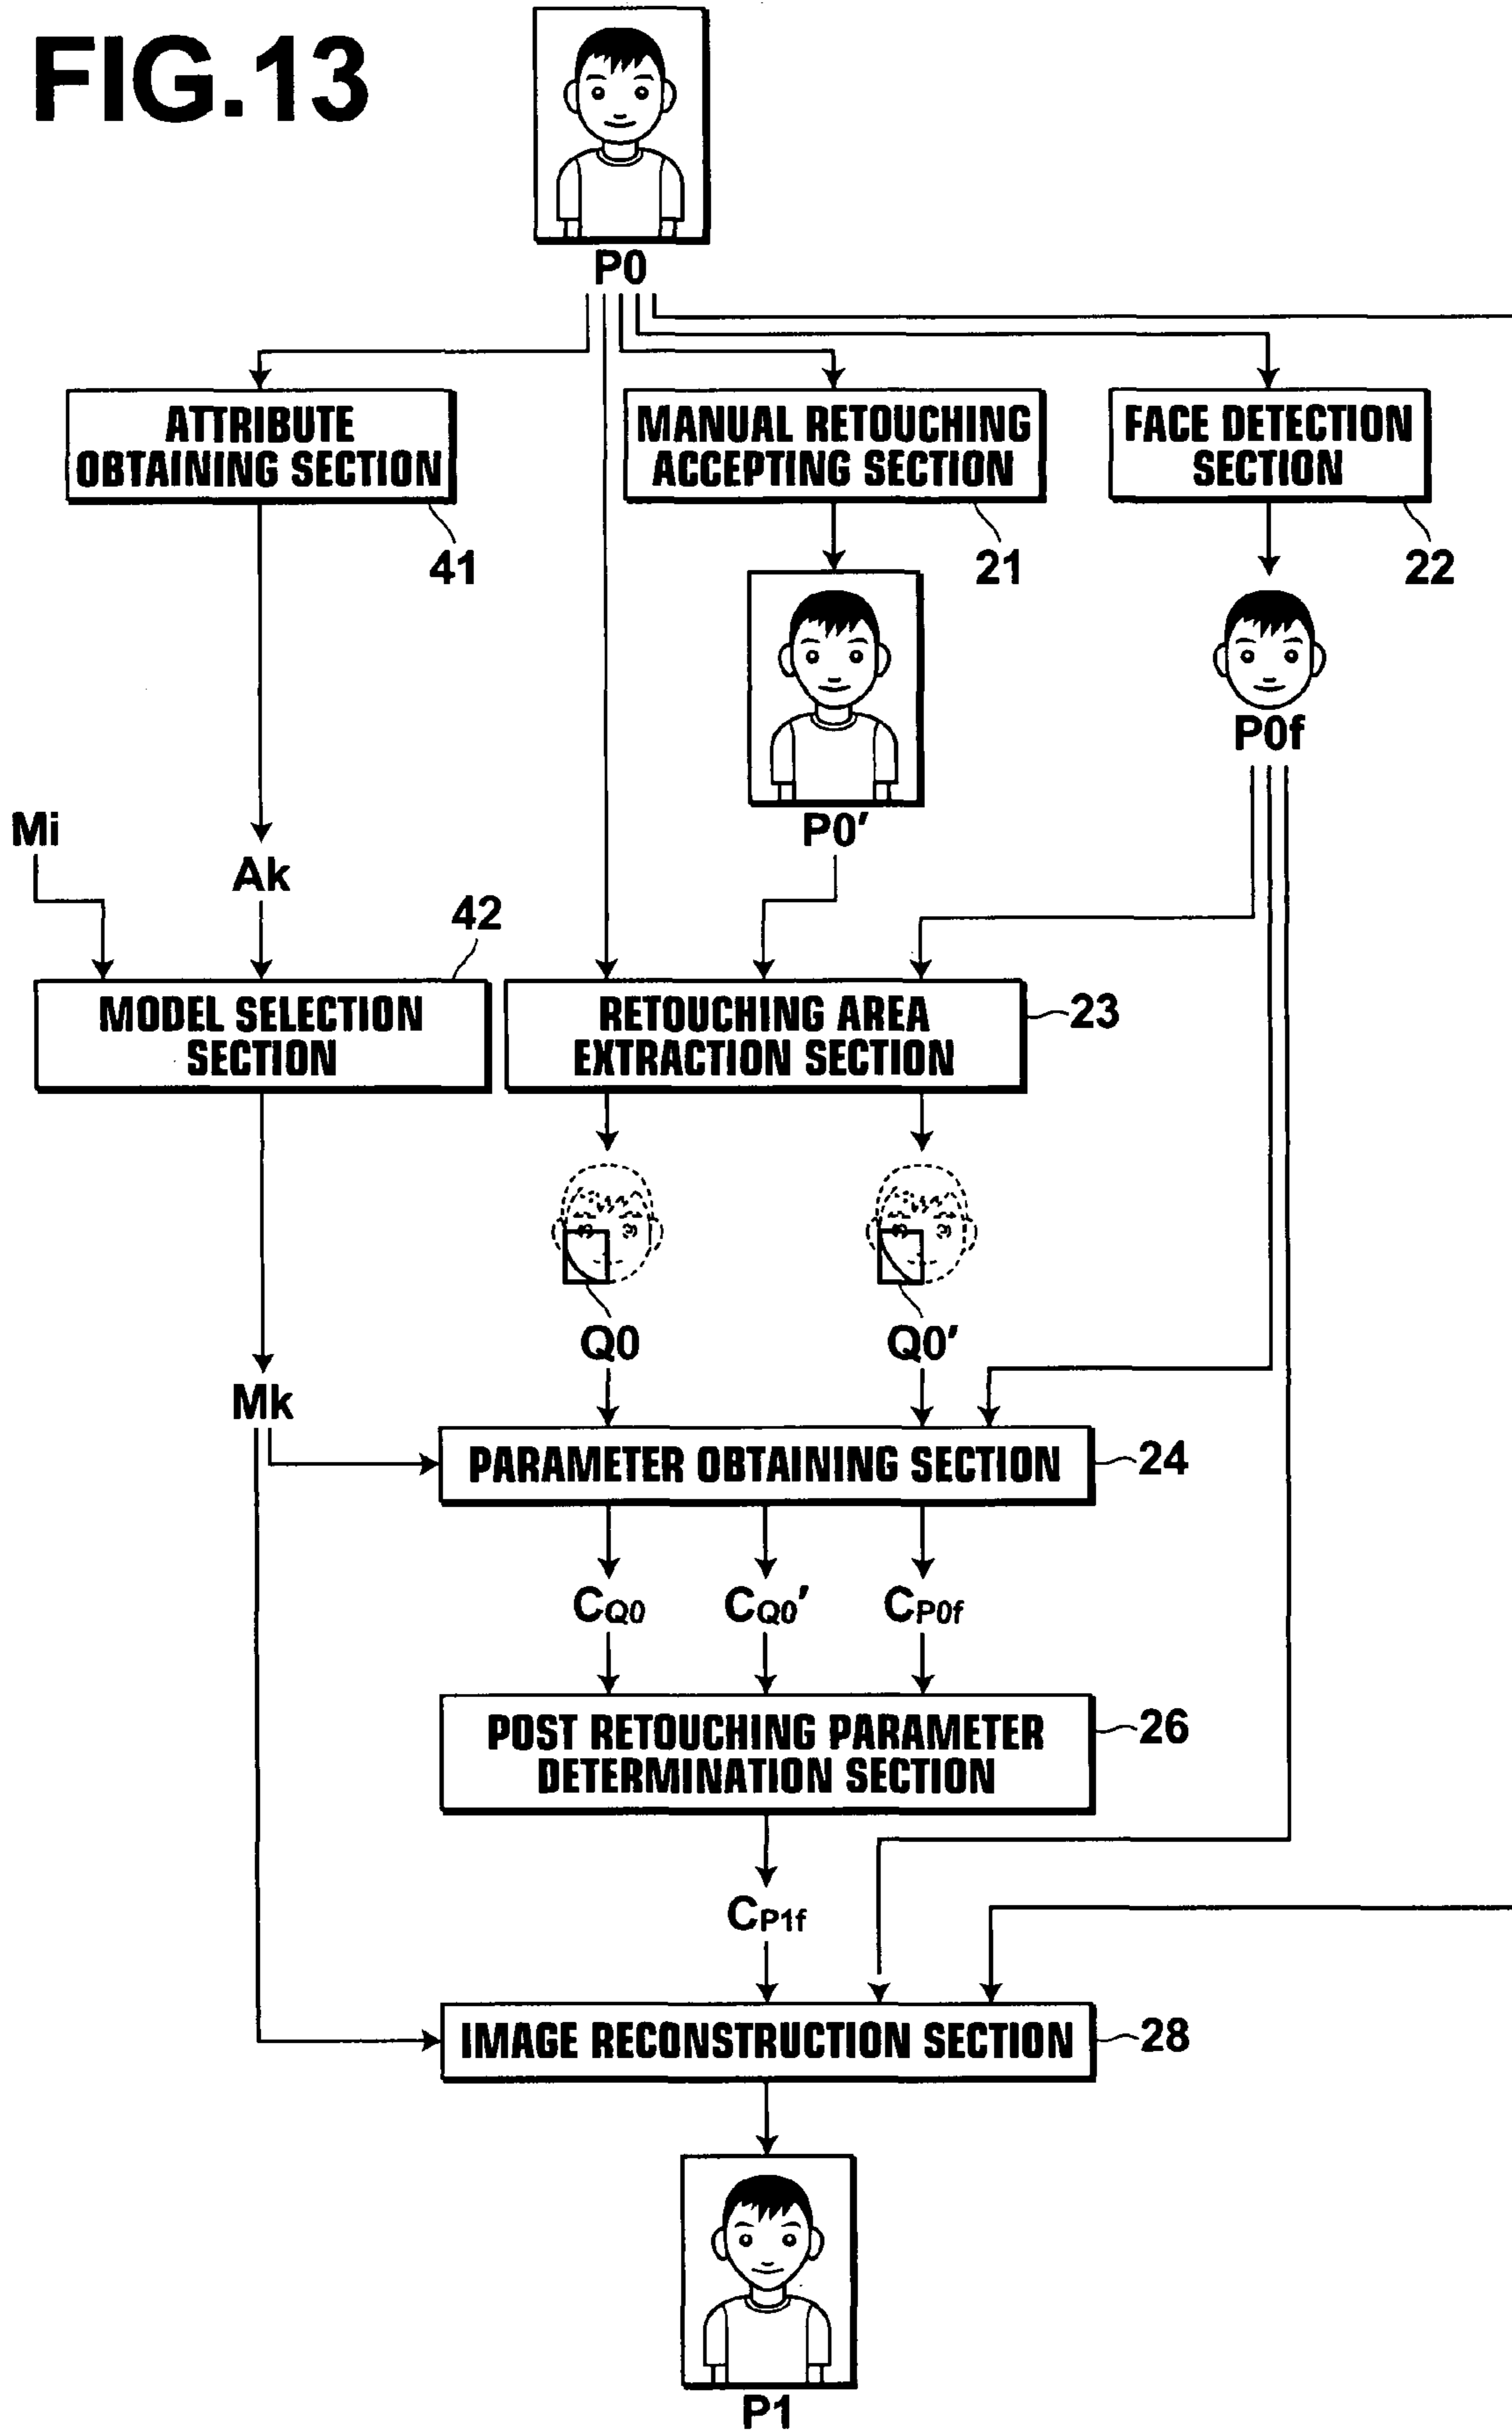 FIG.13
P0
ATTRIBUTE
OBTAINING SECTION
41
MANUAL RETOUCHING
ACCEPTING SECTION
21
FACE DETECTION
SECTION
22
P0'
P0f
Mi
Ak
42
MODEL SELECTION
SECTION
RETOUCHING AREA
EXTRACTION SECTION
23
Q0
Q0'
Mk
PARAMETER OBTAINING SECTION
24
CQ0
CQ0'
CP0f
POST RETOUCHING PARAMETER
DETERMINATION SECTION
26
CP1f
IMAGE RECONSTRUCTION SECTION
28
P1